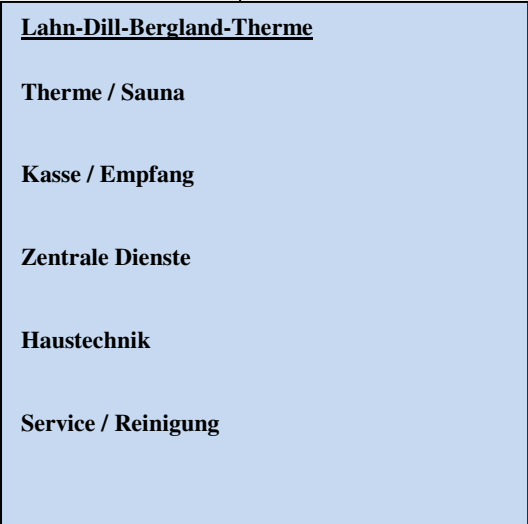 Lahn-Dill-Bergland-Therme
Therme / Sauna
Kasse / Empfang
Zentrale Dienste
Haustechnik
Service / Reinigung